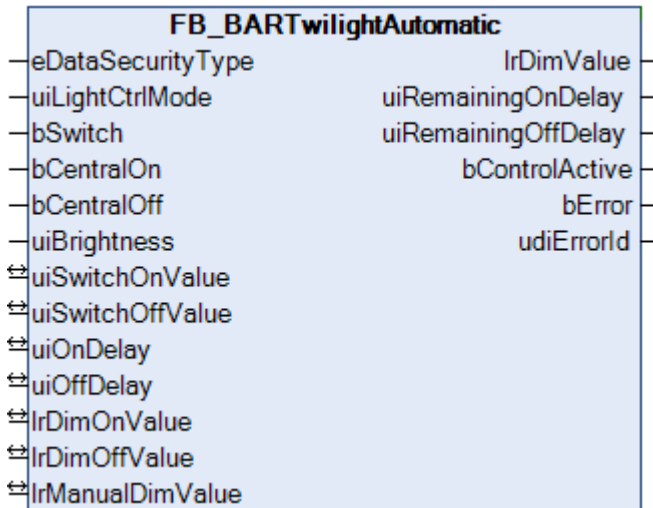 FB_BARTwilightAutomatic
eDataSecurityType lrDimValue
uiLightCtrlMode uiRemainingOnDelay
bSwitch uiRemainingOffDelay
bCentralOn bControlActive
bCentralOff bError
uiBrightness udiErrorId
uiSwitchOnValue
uiSwitchOffValue
uiOnDelay
uiOffDelay
lrDimOnValue
lrDimOffValue
lrManualDimValue